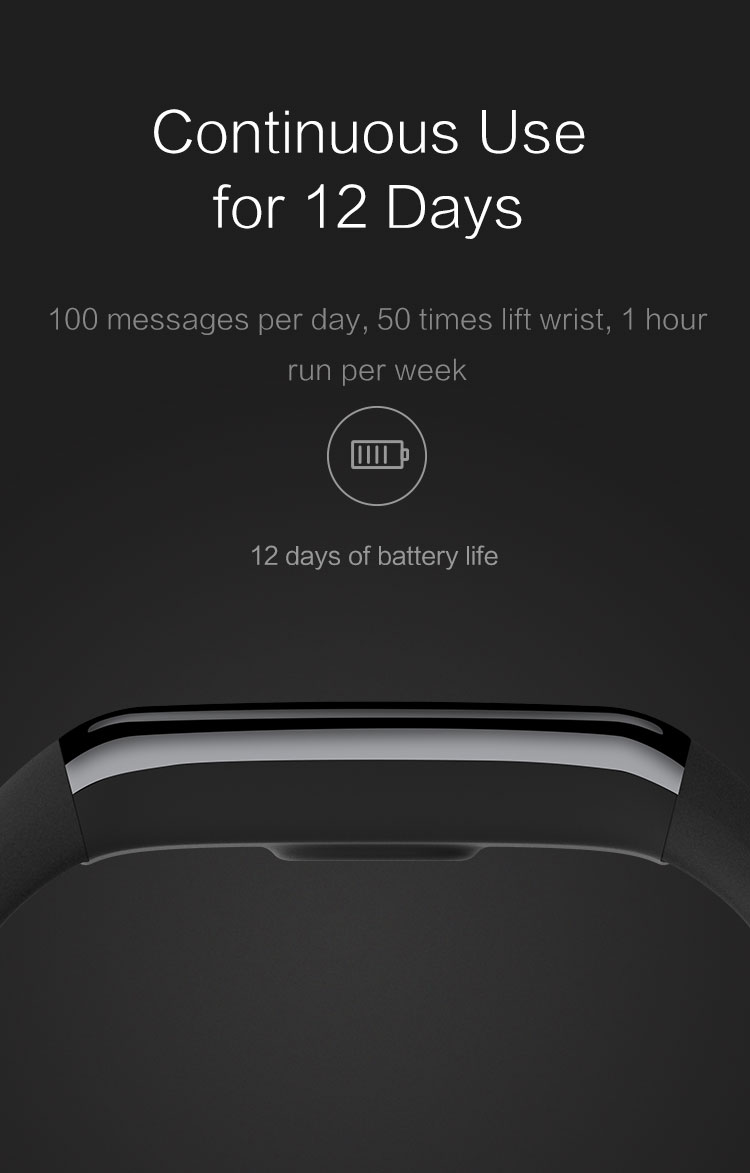 Continuous Use
for 12 Days
100 messages per day, 50 times lift wrist, 1 hour
run per week
12 days of battery life